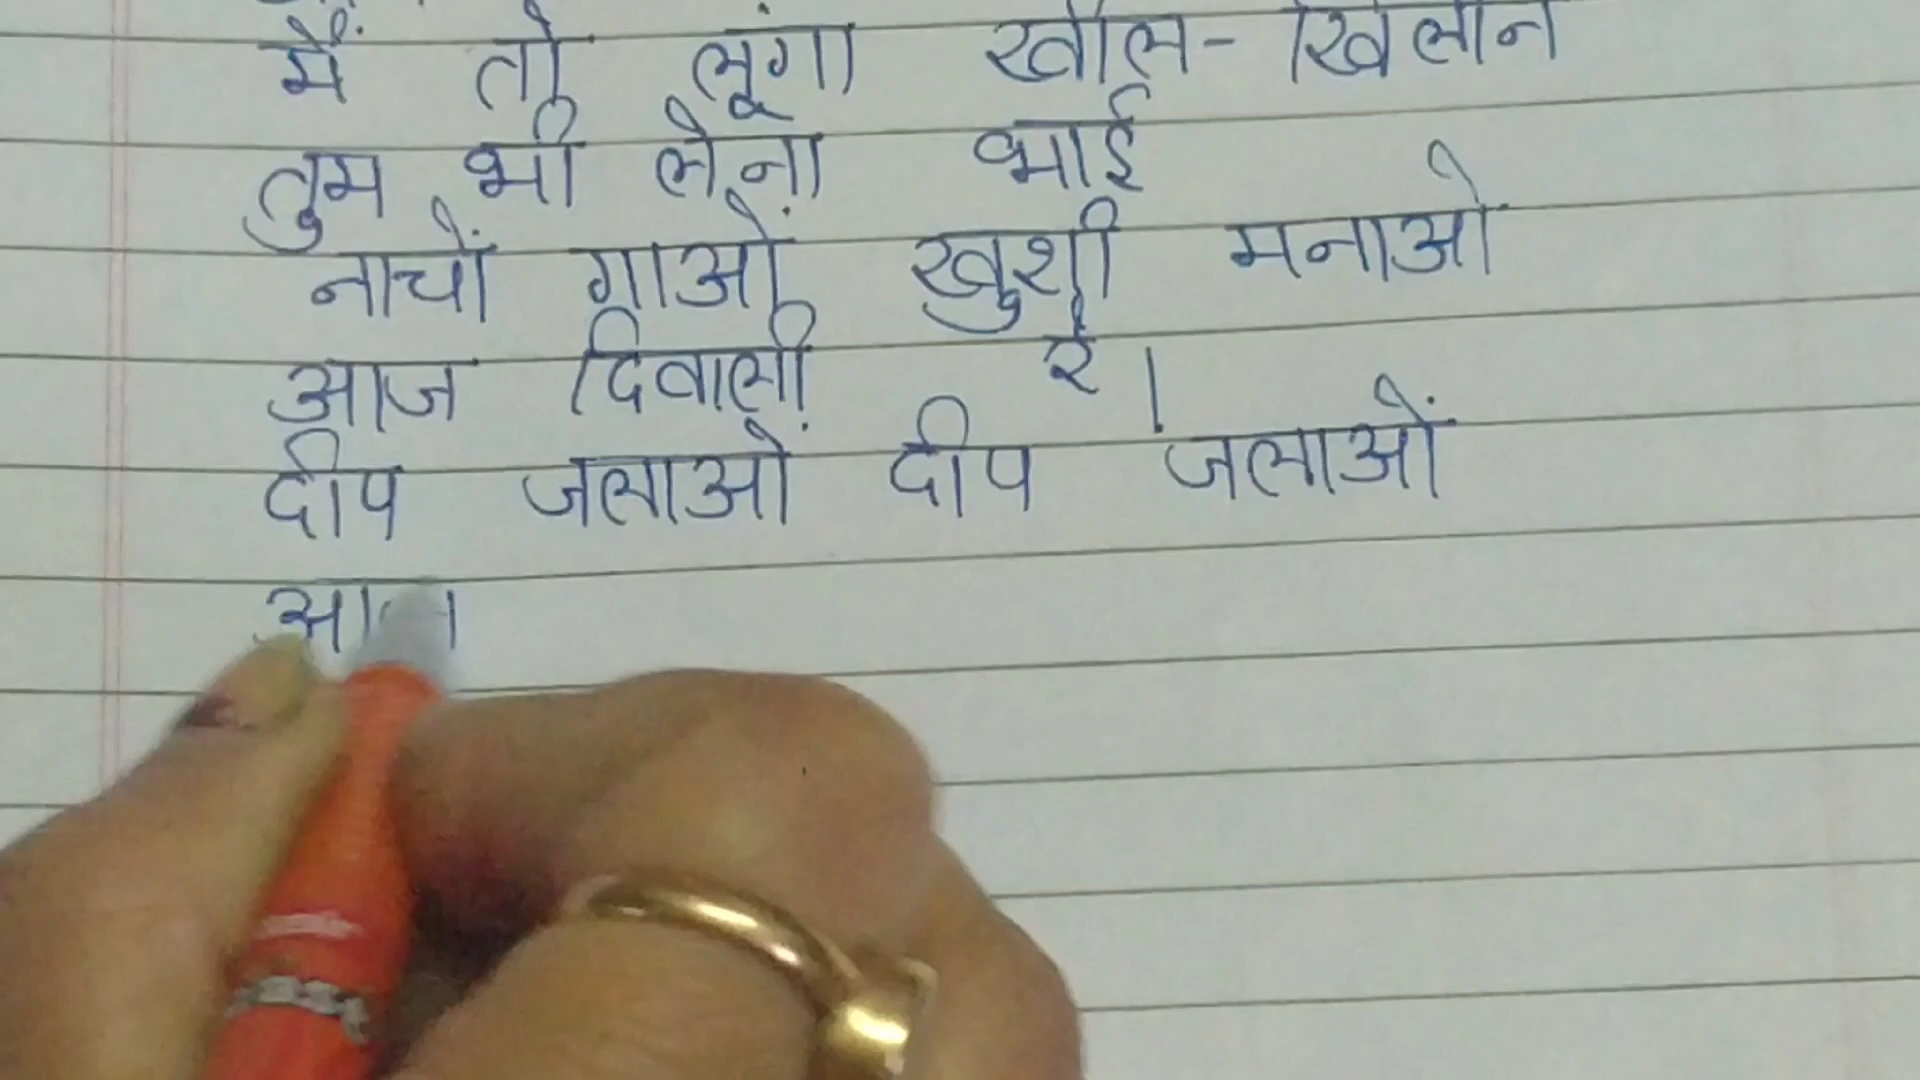 में तो लूंगा खील-खिलौने
तुम भी लेना भाई
नाचों गाओं खुशी मनाओ
आज दिवाली रे।
दीप जलाओं दीप जलाओं